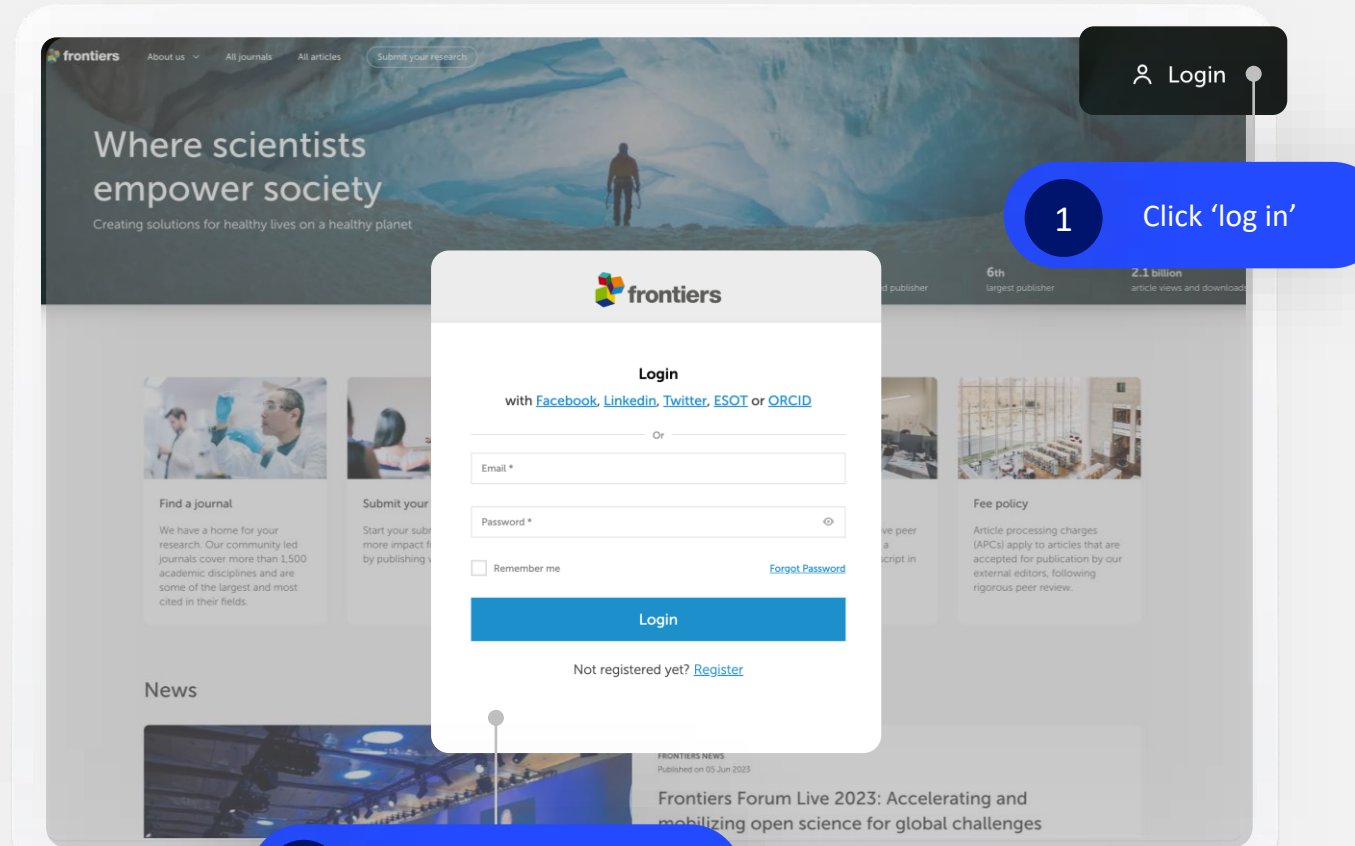 frontiers
About us
All journals
All articles
Submit your research
Login
Where scientists
empower society
Creating solutions for healthy lives on a healthy planet
1
Click ‘log in’
d publisher
6th
largest publisher
2.1 billion
article views and downloads
frontiers
Login
with Facebook, Linkedin, Twitter, ESOT or ORCID
Or
Email *
Password *
Remember me
Forgot Password
Login
Not registered yet? Register
Find a journal
We have a home for your
research. Our community led
journals cover more than 1,500
academic disciplines and are
some of the largest and most
cited in their fields.
Submit your
Start your subr
more impact f
by publishing
ve peer
a
script in
Fee policy
Article processing charges
(APCs) apply to articles that are
accepted for publication by our
external editors, following
rigorous peer review.
News
FRONTIERS NEWS
Published on 05 Jun 2023
Frontiers Forum Live 2023: Accelerating and
mobilizing open science for global challenges